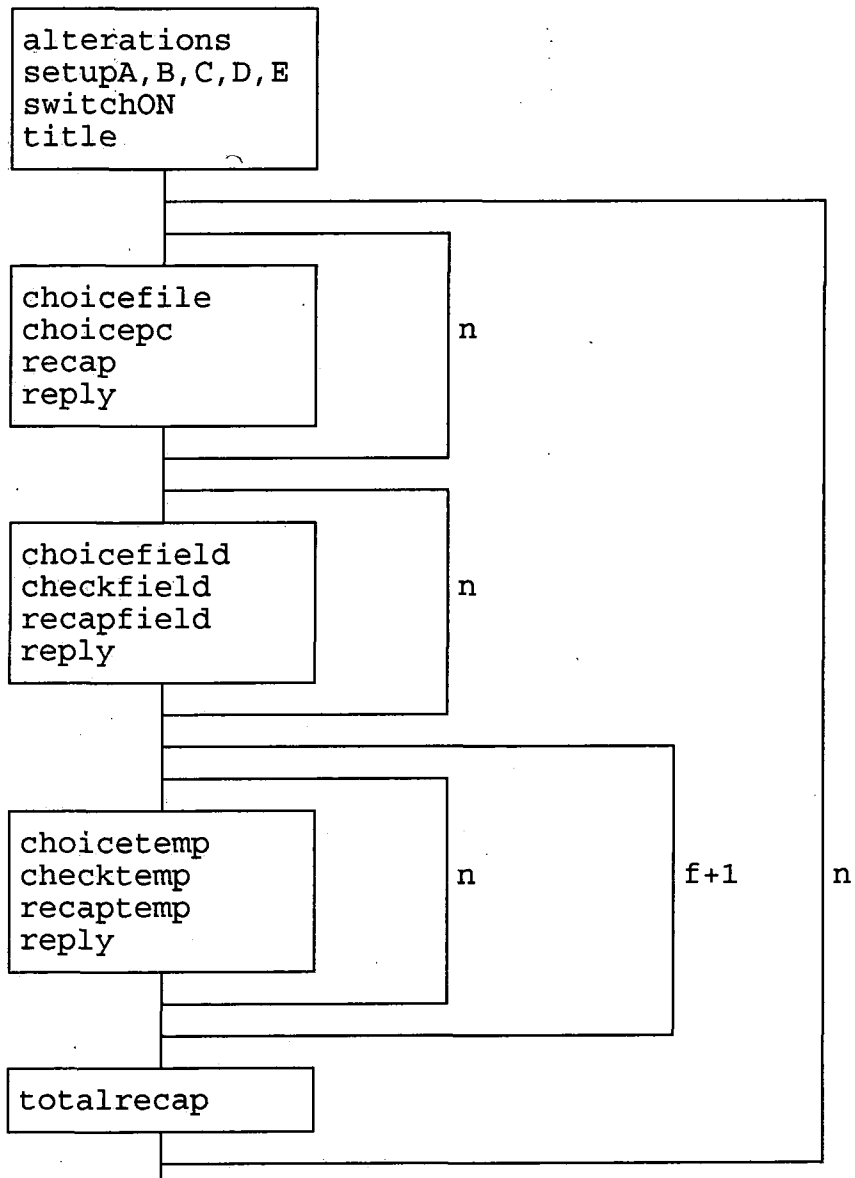 alterations
setupA,B,C,D,E
switchON
title
choicefile
choicepc
recap
reply
n
choicefield
checkfield
recapfield
reply
n
choicetemp
checktemp
recaptemp
reply
n
f+1
n
totalrecap